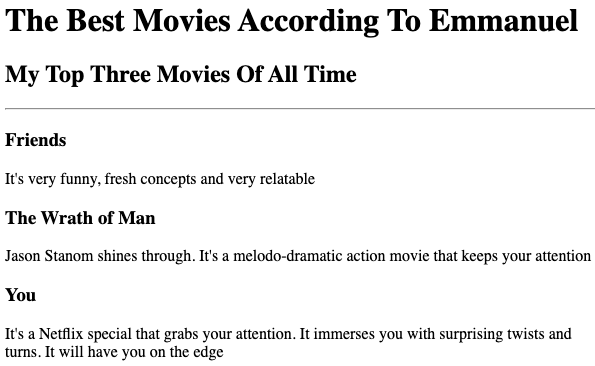 The Best Movies According To Emmanuel
My Top Three Movies Of All Time
Friends
It's very funny, fresh concepts and very relatable
The Wrath of Man
Jason Stanom shines through. It's a melodo-dramatic action movie that keeps your attention
You
It's a Netflix special that grabs your attention. It immerses you with surprising twists and
turns. It will have you on the edge